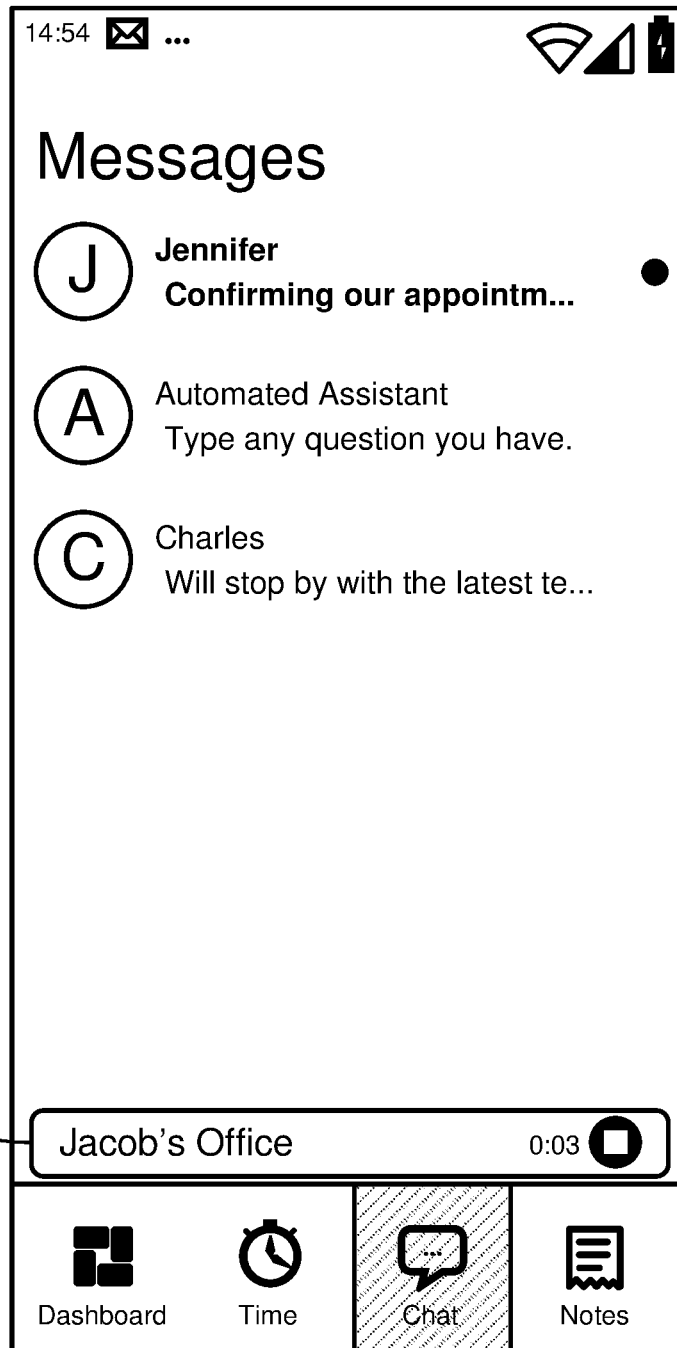 14:54
Messages
J
Jennifer
Confirming our appointm...
A
Automated Assistant
Type any question you have.
C
Charles
Will stop by with the latest te...
Jacob's Office 0:03
Dashboard Time Chat Notes